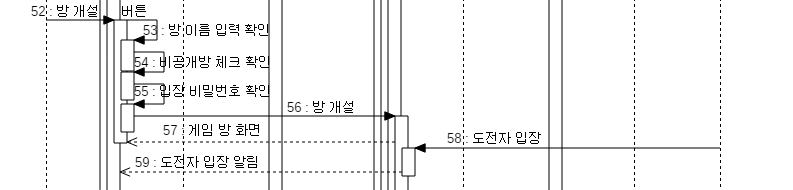 52 : 방 개설 버튼
53 : 방 이름 입력 확인
54 : 비공개방 체크 확인
55 : 입장 비밀번호 확인
56 : 방 개설
57 : 게임 방 화면
58 : 도전자 입장
59 : 도전자 입장 알림